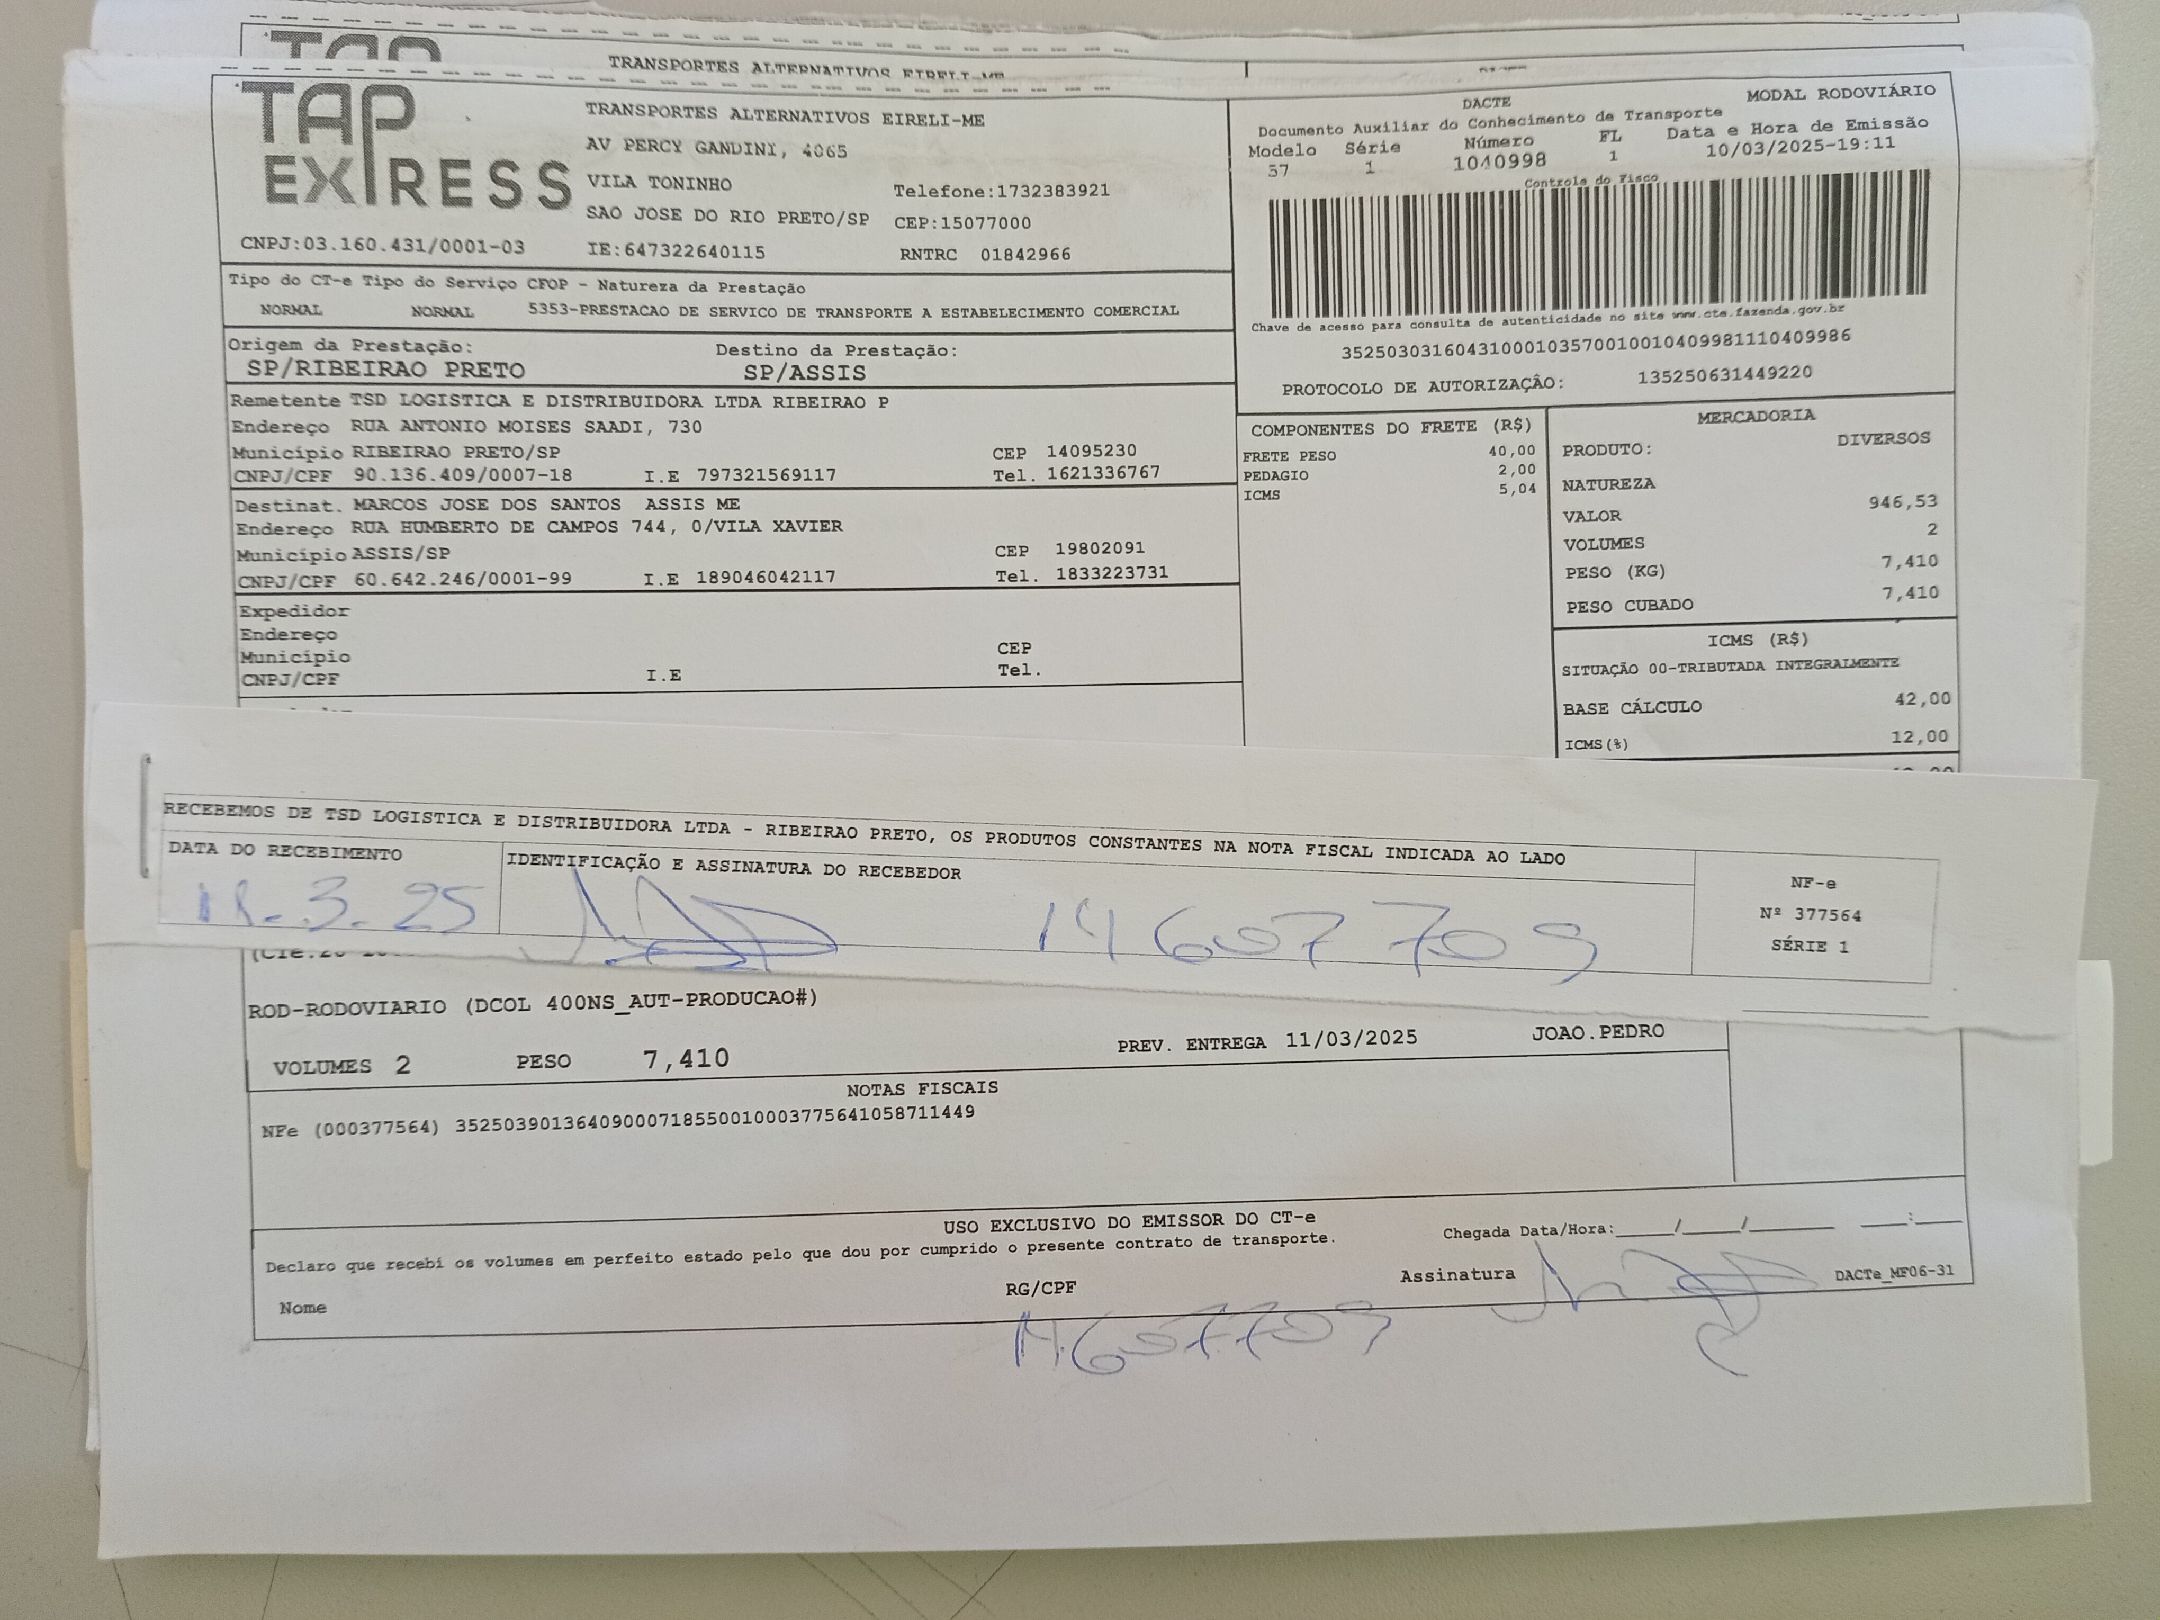 TRANSPORTES ALTERNATIVOS EIRELI-ME
TAP EXPRESS
TRANSPORTES ALTERNATIVOS EIRELI-ME
AV PERCY GANDINI, 4065
VILA TONINHO Telefone:1732383921
SAO JOSE DO RIO PRETO/SP CEP:15077000
CNPJ:03.160.431/0001-03 IE:647322640115 RNTRC 01842966
DACTE MODAL RODOVIÁRIO
Documento Auxiliar do Conhecimento de Transporte
Modelo Série Número FL Data e Hora de Emissão
57 1 1040998 1 10/03/2025-19:11
Controle do Fisco
Chave de acesso para consulta de autenticidade no site www.cte.fazenda.gov.br
35250303160431000103570010010409981110409986
PROTOCOLO DE AUTORIZAÇÃO: 135250631449220
Tipo do CT-e Tipo do Serviço CFOP - Natureza da Prestação
NORMAL NORMAL 5353-PRESTACAO DE SERVICO DE TRANSPORTE A ESTABELECIMENTO COMERCIAL
Origem da Prestação: Destino da Prestação:
SP/RIBEIRAO PRETO SP/ASSIS
Remetente TSD LOGISTICA E DISTRIBUIDORA LTDA RIBEIRAO P
Endereço RUA ANTONIO MOISES SAADI, 730
Município RIBEIRAO PRETO/SP CEP 14095230
CNPJ/CPF 90.136.409/0007-18 I.E 797321569117 Tel. 1621336767
Destinat. MARCOS JOSE DOS SANTOS ASSIS ME
Endereço RUA HUMBERTO DE CAMPOS 744, 0/VILA XAVIER
Município ASSIS/SP CEP 19802091
CNPJ/CPF 60.642.246/0001-99 I.E 189046042117 Tel. 1833223731
Expedidor
Endereço
Município CEP
CNPJ/CPF I.E Tel.
COMPONENTES DO FRETE (R$)
FRETE PESO 40,00
PEDAGIO 2,00
ICMS 5,04
MERCADORIA
PRODUTO: DIVERSOS
NATUREZA
VALOR 946,53
VOLUMES 2
PESO (KG) 7,410
PESO CUBADO 7,410
ICMS (R$)
SITUAÇÃO 00-TRIBUTADA INTEGRALMENTE
BASE CÁLCULO 42,00
ICMS(%) 12,00
RECEBEMOS DE TSD LOGISTICA E DISTRIBUIDORA LTDA - RIBEIRAO PRETO, OS PRODUTOS CONSTANTES NA NOTA FISCAL INDICADA AO LADO
DATA DO RECEBIMENTO IDENTIFICAÇÃO E ASSINATURA DO RECEBEDOR
14607709
NF-e
Nº 377564
SÉRIE 1
ROD-RODOVIARIO (DCOL 400NS_AUT-PRODUCAO#)
VOLUMES 2 PESO 7,410 PREV. ENTREGA 11/03/2025 JOAO.PEDRO
NOTAS FISCAIS
NFe (000377564) 35250390136409000718550010003775641058711449
USO EXCLUSIVO DO EMISSOR DO CT-e
Declaro que recebi os volumes em perfeito estado pelo que dou por cumprido o presente contrato de transporte.
Chegada Data/Hora:_____/_____/_______ ____:____
Nome RG/CPF Assinatura DACTe_MF06-31
14607709